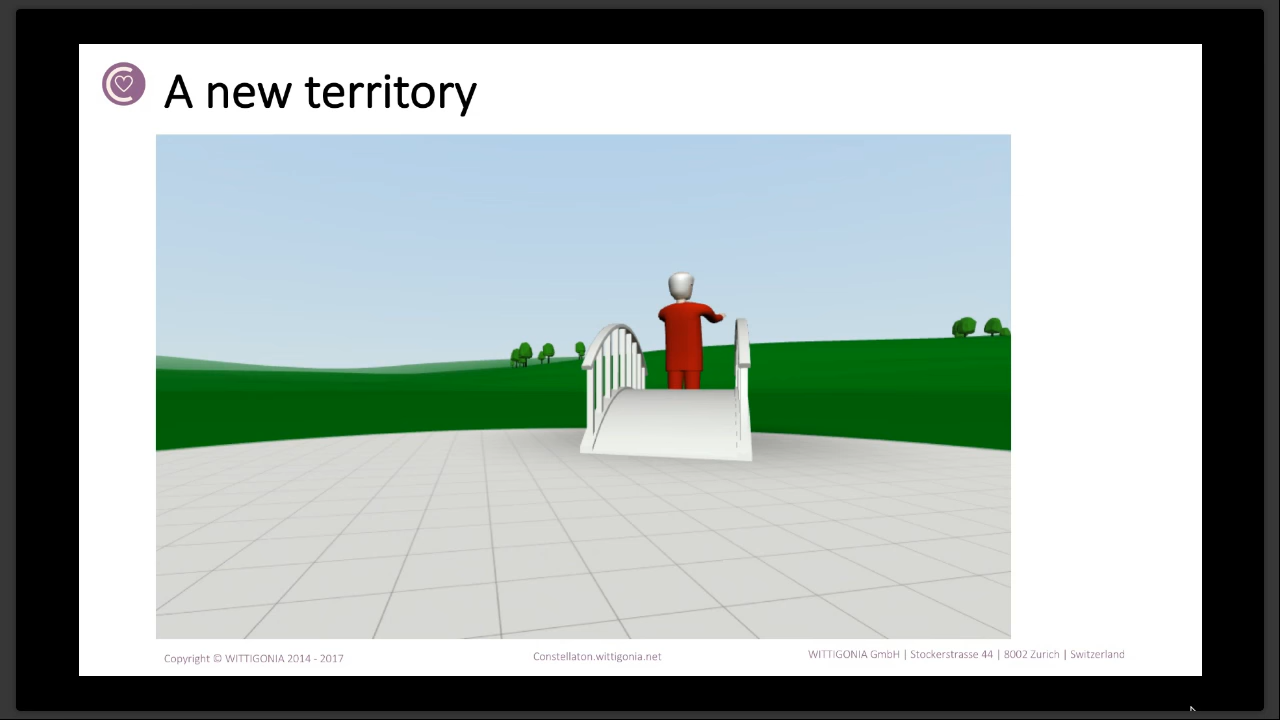 A new territory
Copyright © WITTIGONIA 2014 - 2017
Constellaton.wittigonia.net
WITTIGONIA GmbH | Stockerstrasse 44 | 8002 Zurich | Switzerland